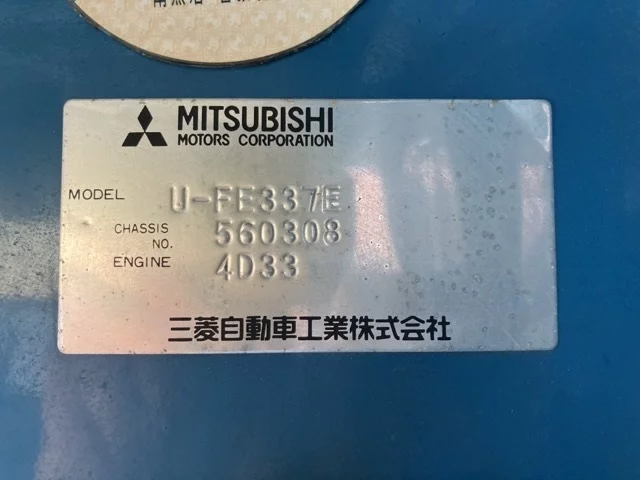 MITSUBISHI
MOTORS CORPORATION
MODEL U-FE337E
CHASSIS NO. 560308
ENGINE 4D33
三菱自動車工業株式会社